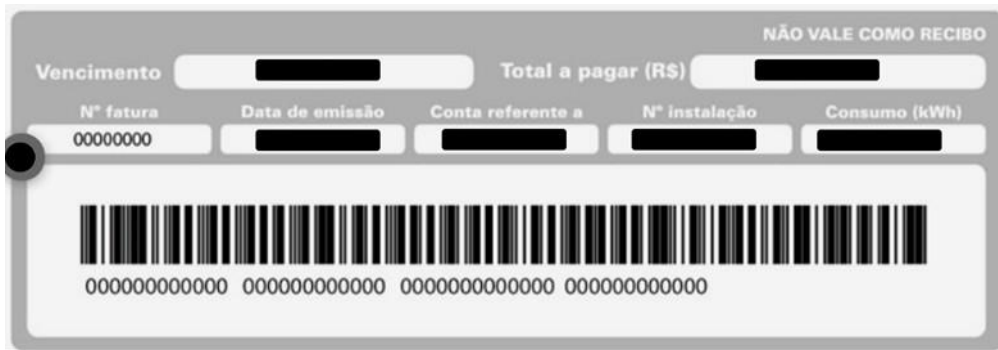 NÃO VALE COMO RECIBO
Vencimento Total a pagar (R$)
Nº fatura Data de emissão Conta referente a Nº instalação Consumo (kWh)
00000000
000000000000 000000000000 0000000000000 000000000000